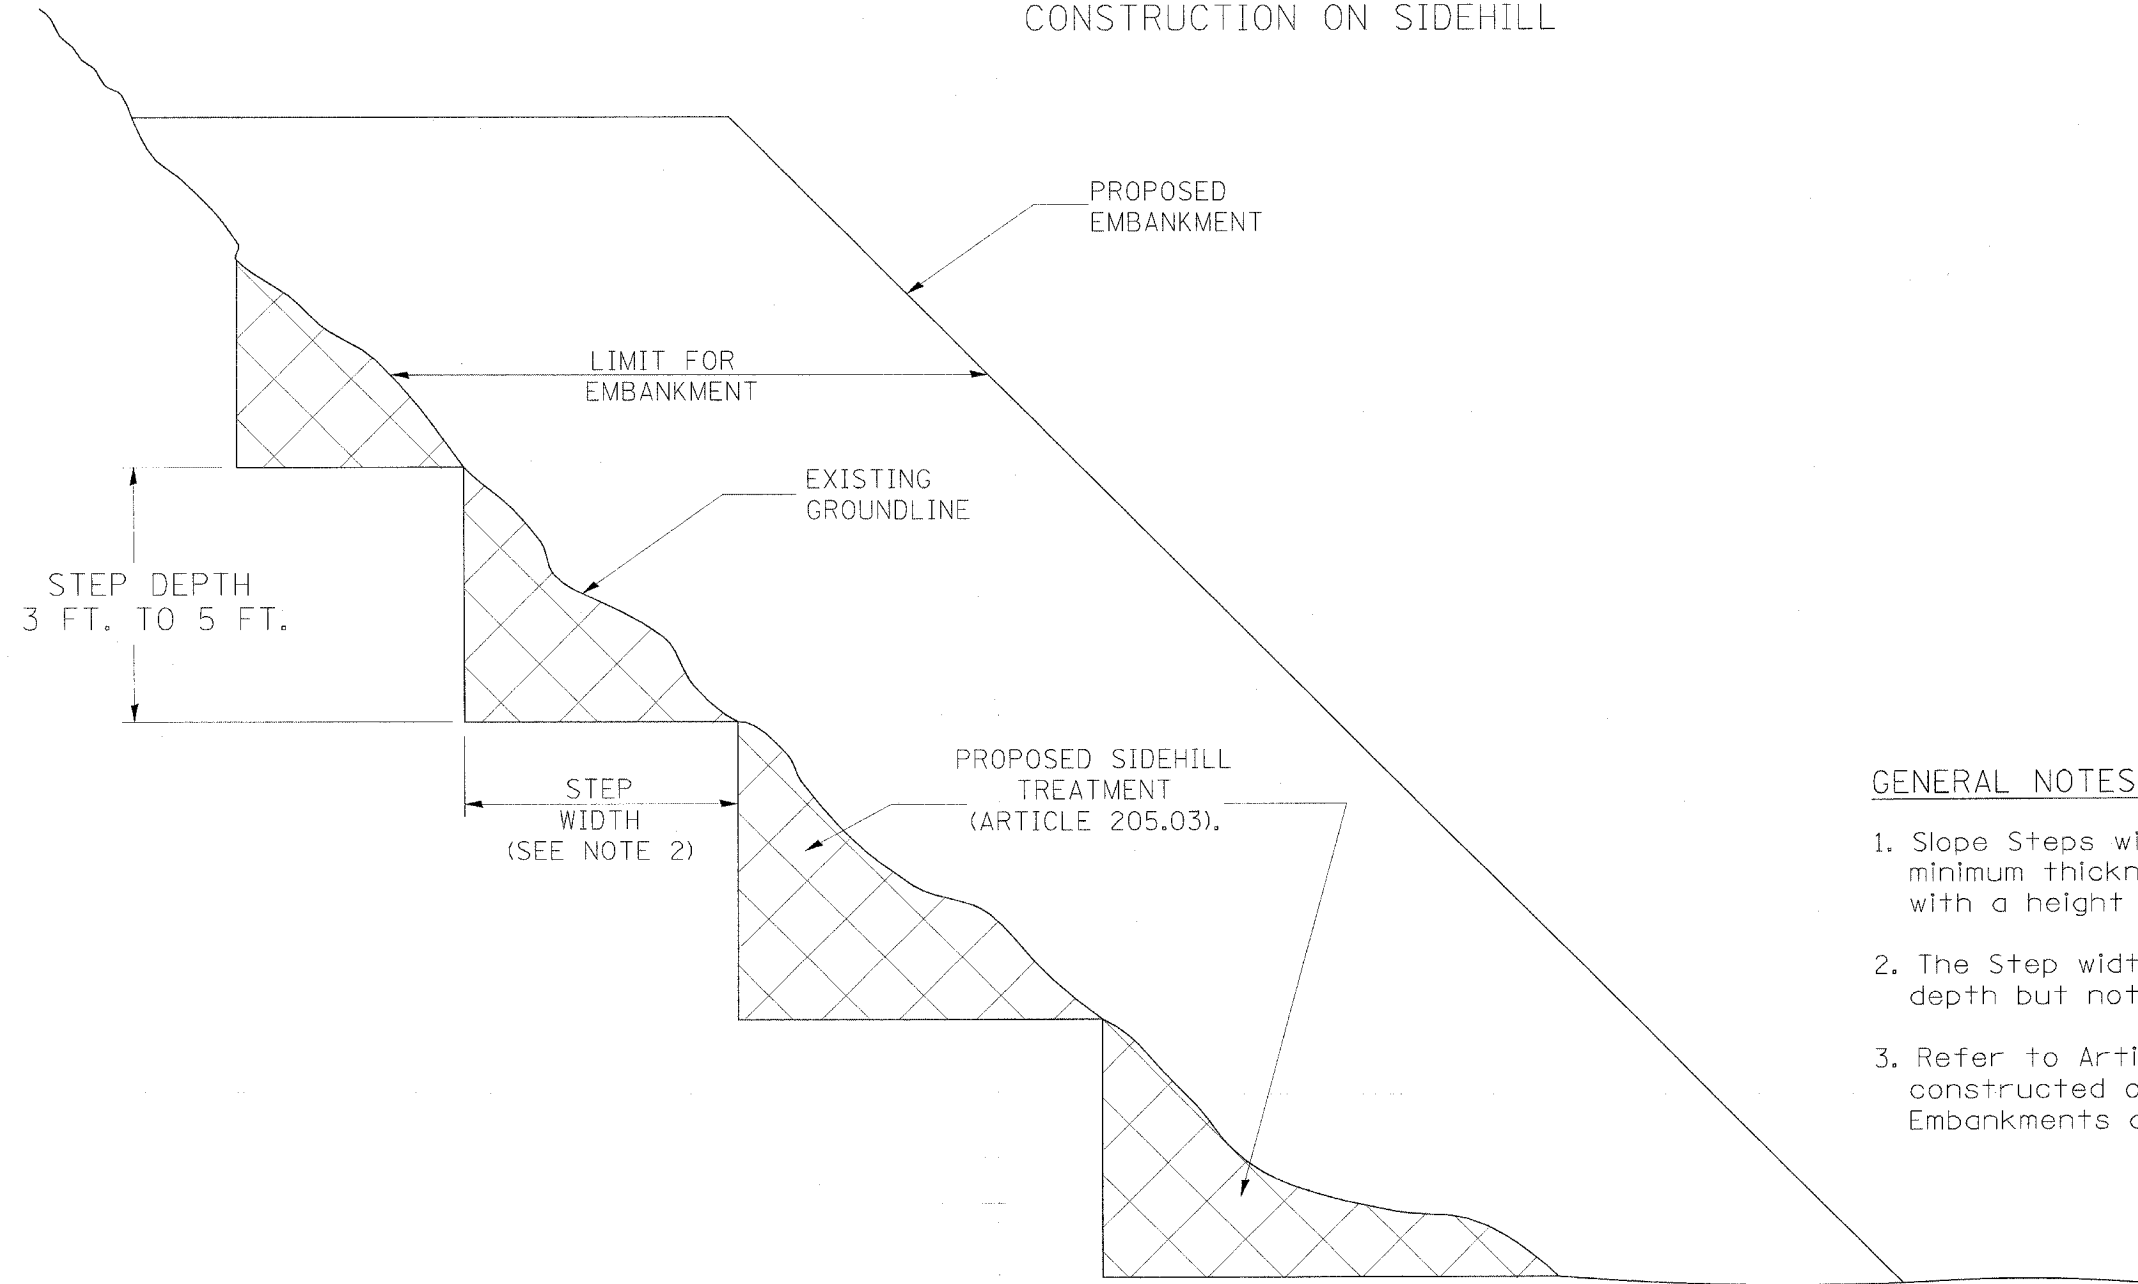 CONSTRUCTION ON SIDEHILL
PROPOSED
EMBANKMENT
LIMIT FOR
EMBANKMENT
EXISTING
GROUNDLINE
STEP DEPTH
3 FT. TO 5 FT.
STEP
WIDTH
(SEE NOTE 2)
PROPOSED SIDEHILL
TREATMENT
(ARTICLE 205.03).
GENERAL NOTES
1. Slope Steps
minimum
with a height
2. The Step
depth but not
3. Refer to
constructed
Embankments